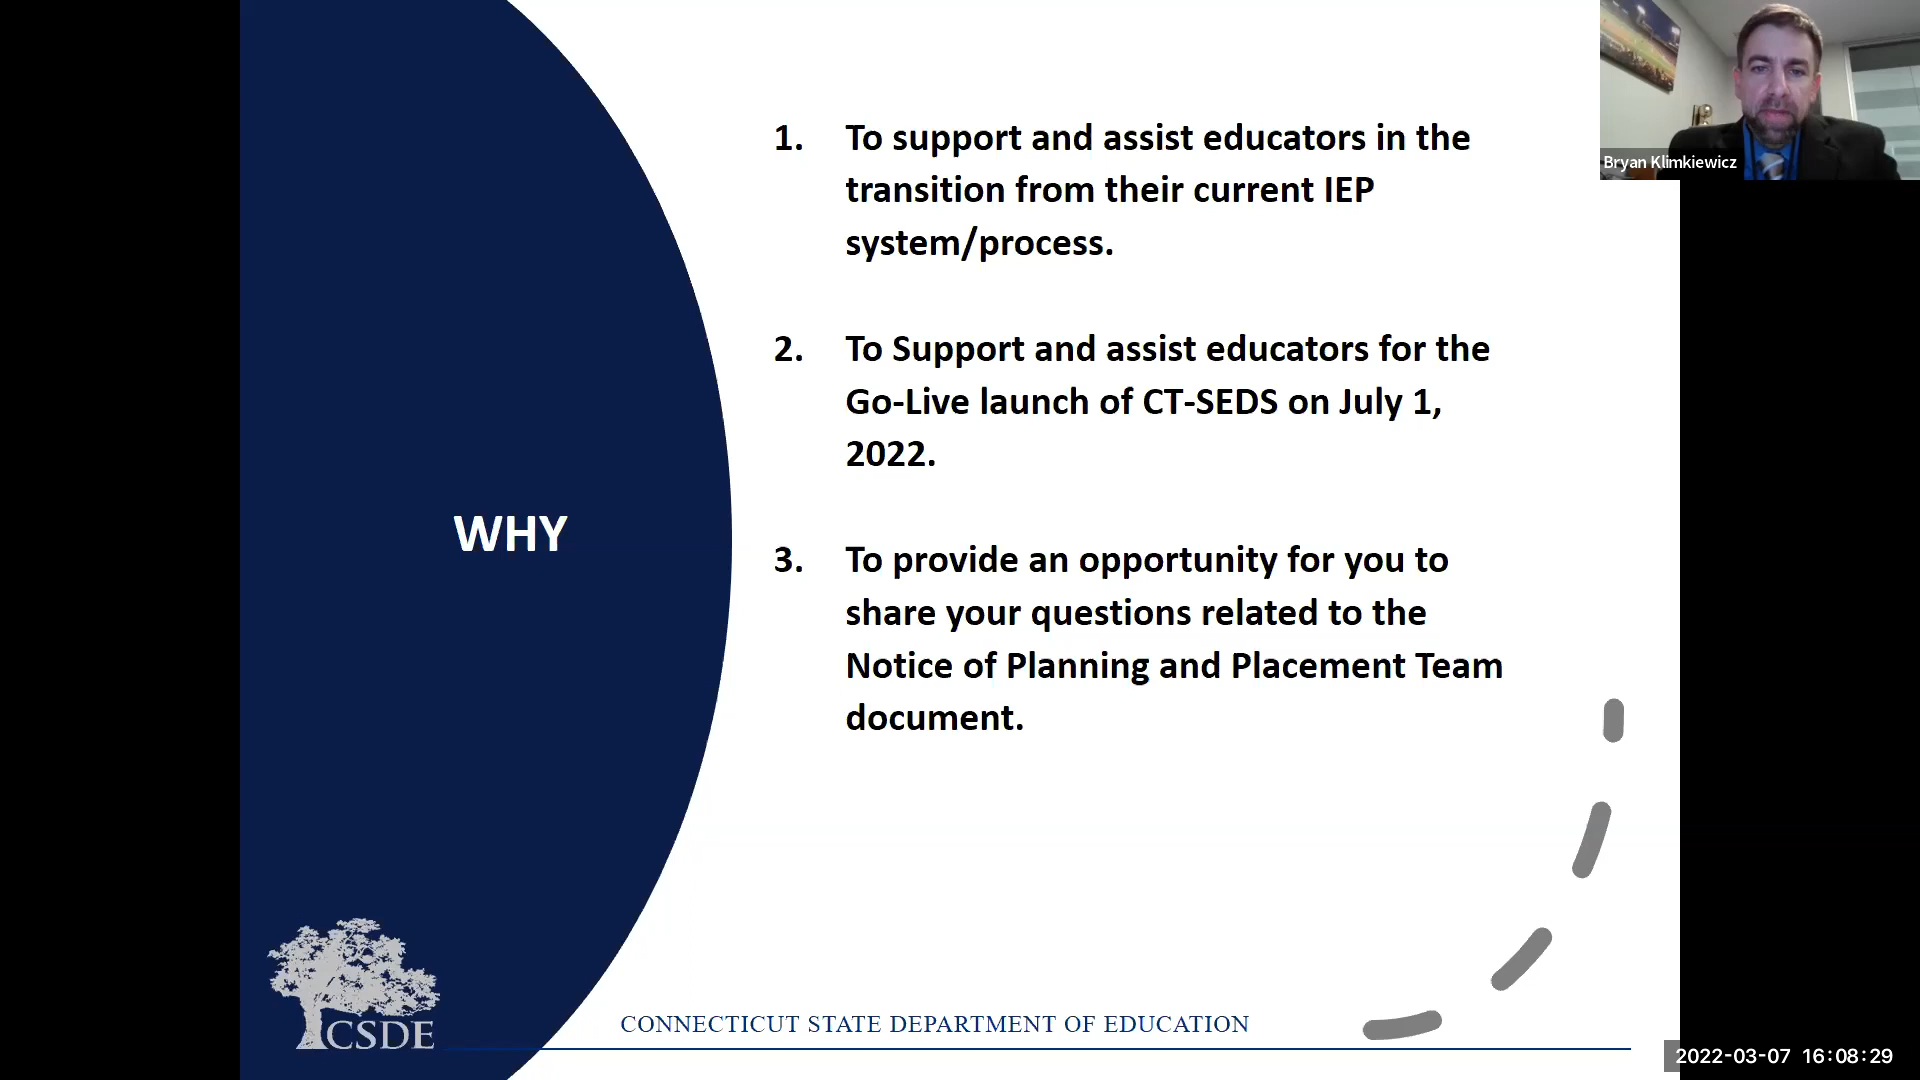 WHY
1. To support and assist educators in the
transition from their current IEP
system/process.
2. To Support and assist educators for the
Go-Live launch of CT-SEDS on July 1,
2022.
3. To provide an opportunity for you to
share your questions related to the
Notice of Planning and Placement Team
document.
Bryan Klimkiewicz
CSDE
CONNECTICUT STATE DEPARTMENT OF EDUCATION
2022-03-07 16:08:29